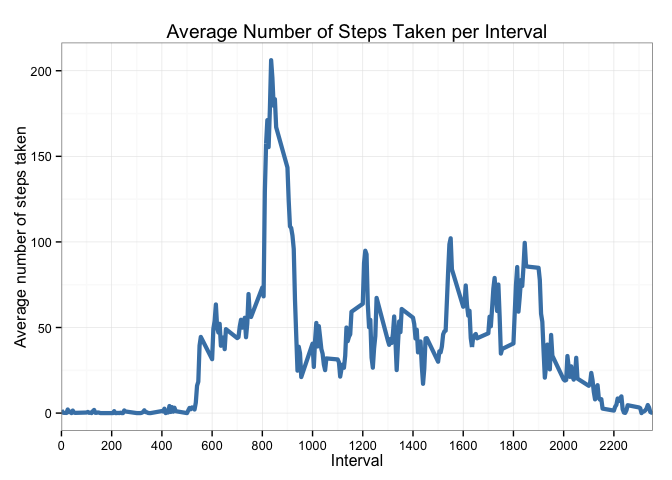 Average Number of Steps Taken per Interval
Average number of steps taken
200
150
100
50
0
0 200 400 600 800 1000 1200 1400 1600 1800 2000 2200
Interval